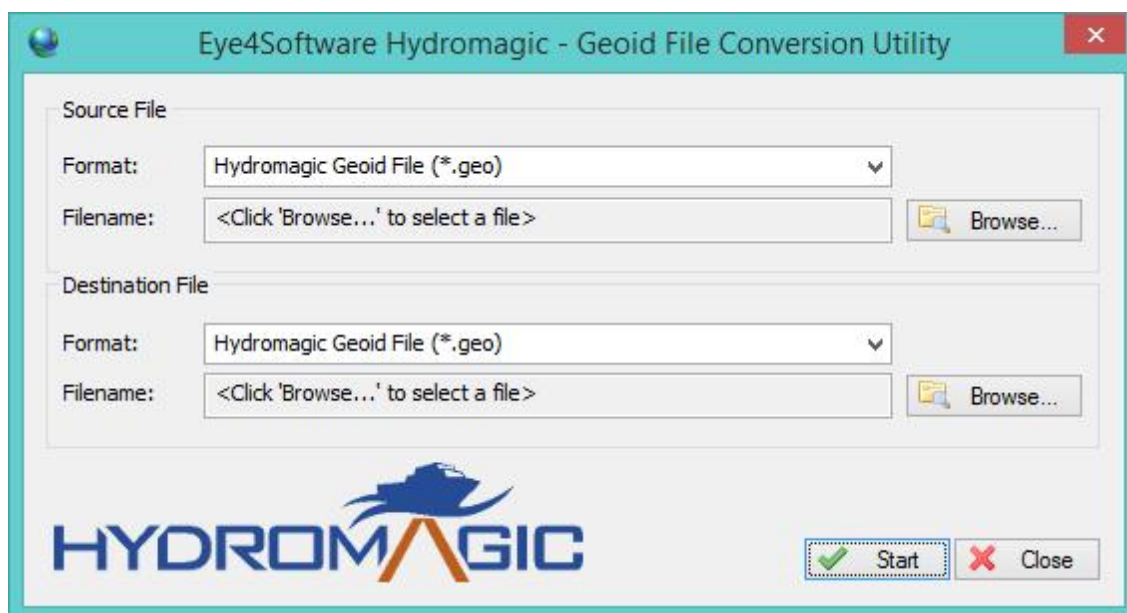 Eye4Software Hydromagic - Geoid File Conversion Utility
Source File
Format: Hydromagic Geoid File (*.geo)
Filename: <Click 'Browse...' to select a file> Browse...
Destination File
Format: Hydromagic Geoid File (*.geo)
Filename: <Click 'Browse...' to select a file> Browse...
HYDROMAGIC
Start Close